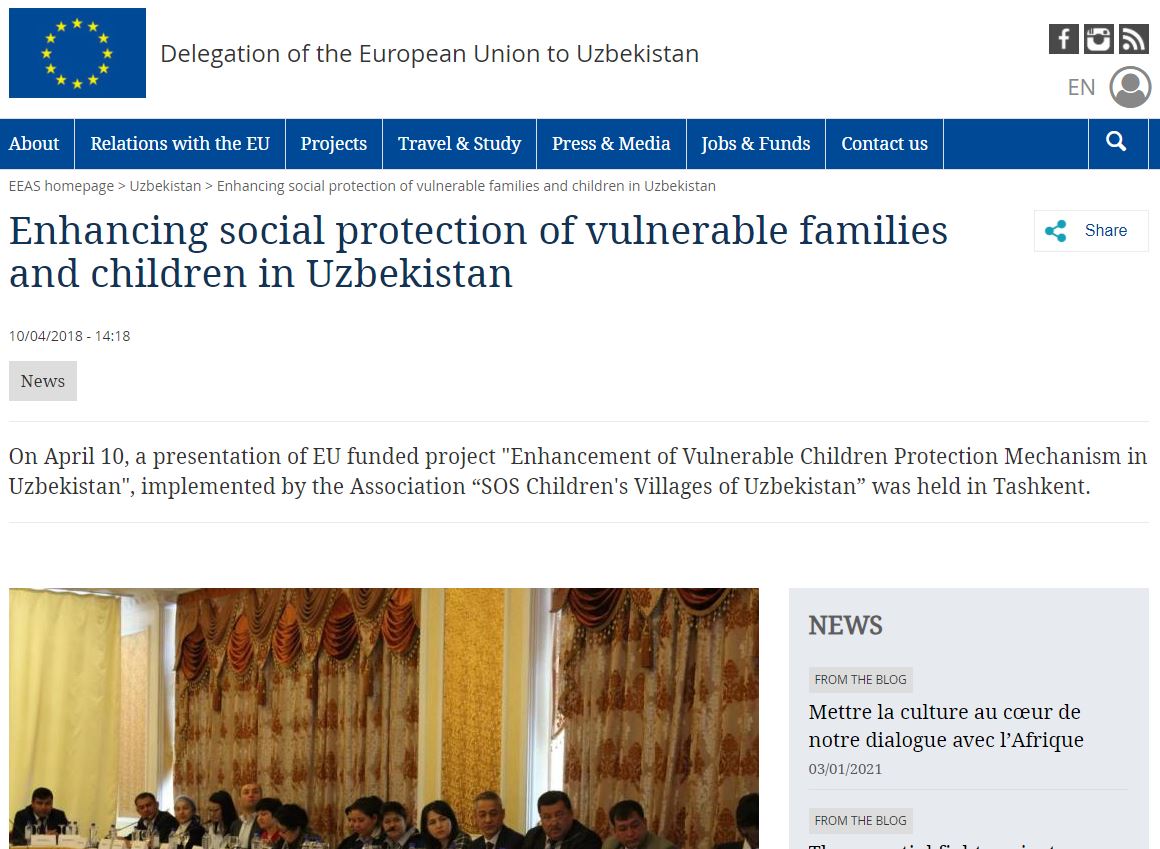 Delegation of the European Union to Uzbekistan
EN
About
Relations with the EU
Projects
Travel & Study
Press & Media
Jobs & Funds
Contact us
EEAS homepage > Uzbekistan > Enhancing social protection of vulnerable families and children in Uzbekistan
Enhancing social protection of vulnerable families
and children in Uzbekistan
Share
10/04/2018 - 14:18
News
On April 10, a presentation of EU funded project "Enhancement of Vulnerable Children Protection Mechanism in
Uzbekistan", implemented by the Association “SOS Children's Villages of Uzbekistan” was held in Tashkent.
NEWS
FROM THE BLOG
Mettre la culture au cœur de
notre dialogue avec l’Afrique
03/01/2021
FROM THE BLOG